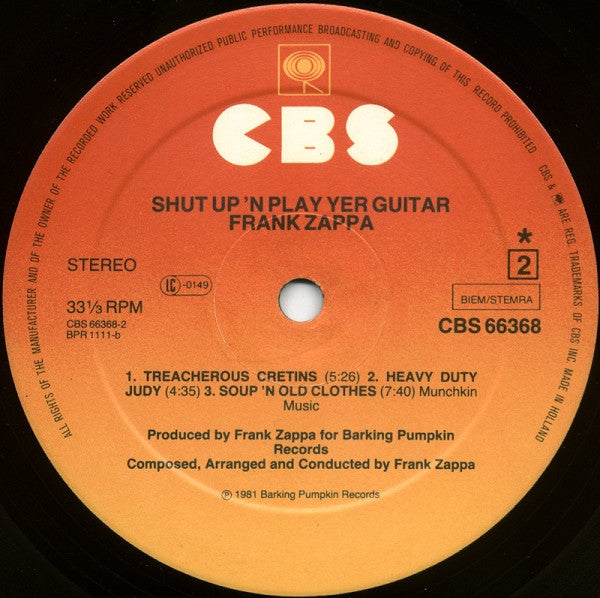 ALL RIGHTS OF THE MANUFACTURER AND OF THE OWNER OF THE RECORDED WORK RESERVED UNAUTHORIZED PUBLIC PERFORMANCE BROADCASTING AND COPYING OF THIS RECORD PROHIBITED
CBS & ARE REG. TRADEMARKS OF CBS INC. MADE IN HOLLAND
CBS
SHUT UP 'N PLAY YER GUITAR
FRANK ZAPPA
*
STEREO
LC -0149
2
33⅓ RPM
BIEM/STEMRA
CBS 66368-2
CBS 66368
BPR 1111-b
1. TREACHEROUS CRETINS (5:26) 2. HEAVY DUTY
JUDY (4:35) 3. SOUP 'N OLD CLOTHES (7:40) Munchkin
Music
Produced by Frank Zappa for Barking Pumpkin
Records
Composed, Arranged and Conducted by Frank Zappa
℗ 1981 Barking Pumpkin Records